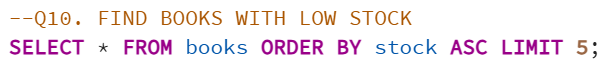 --Q10. FIND BOOKS WITH LOW STOCK
SELECT * FROM books ORDER BY stock ASC LIMIT 5;